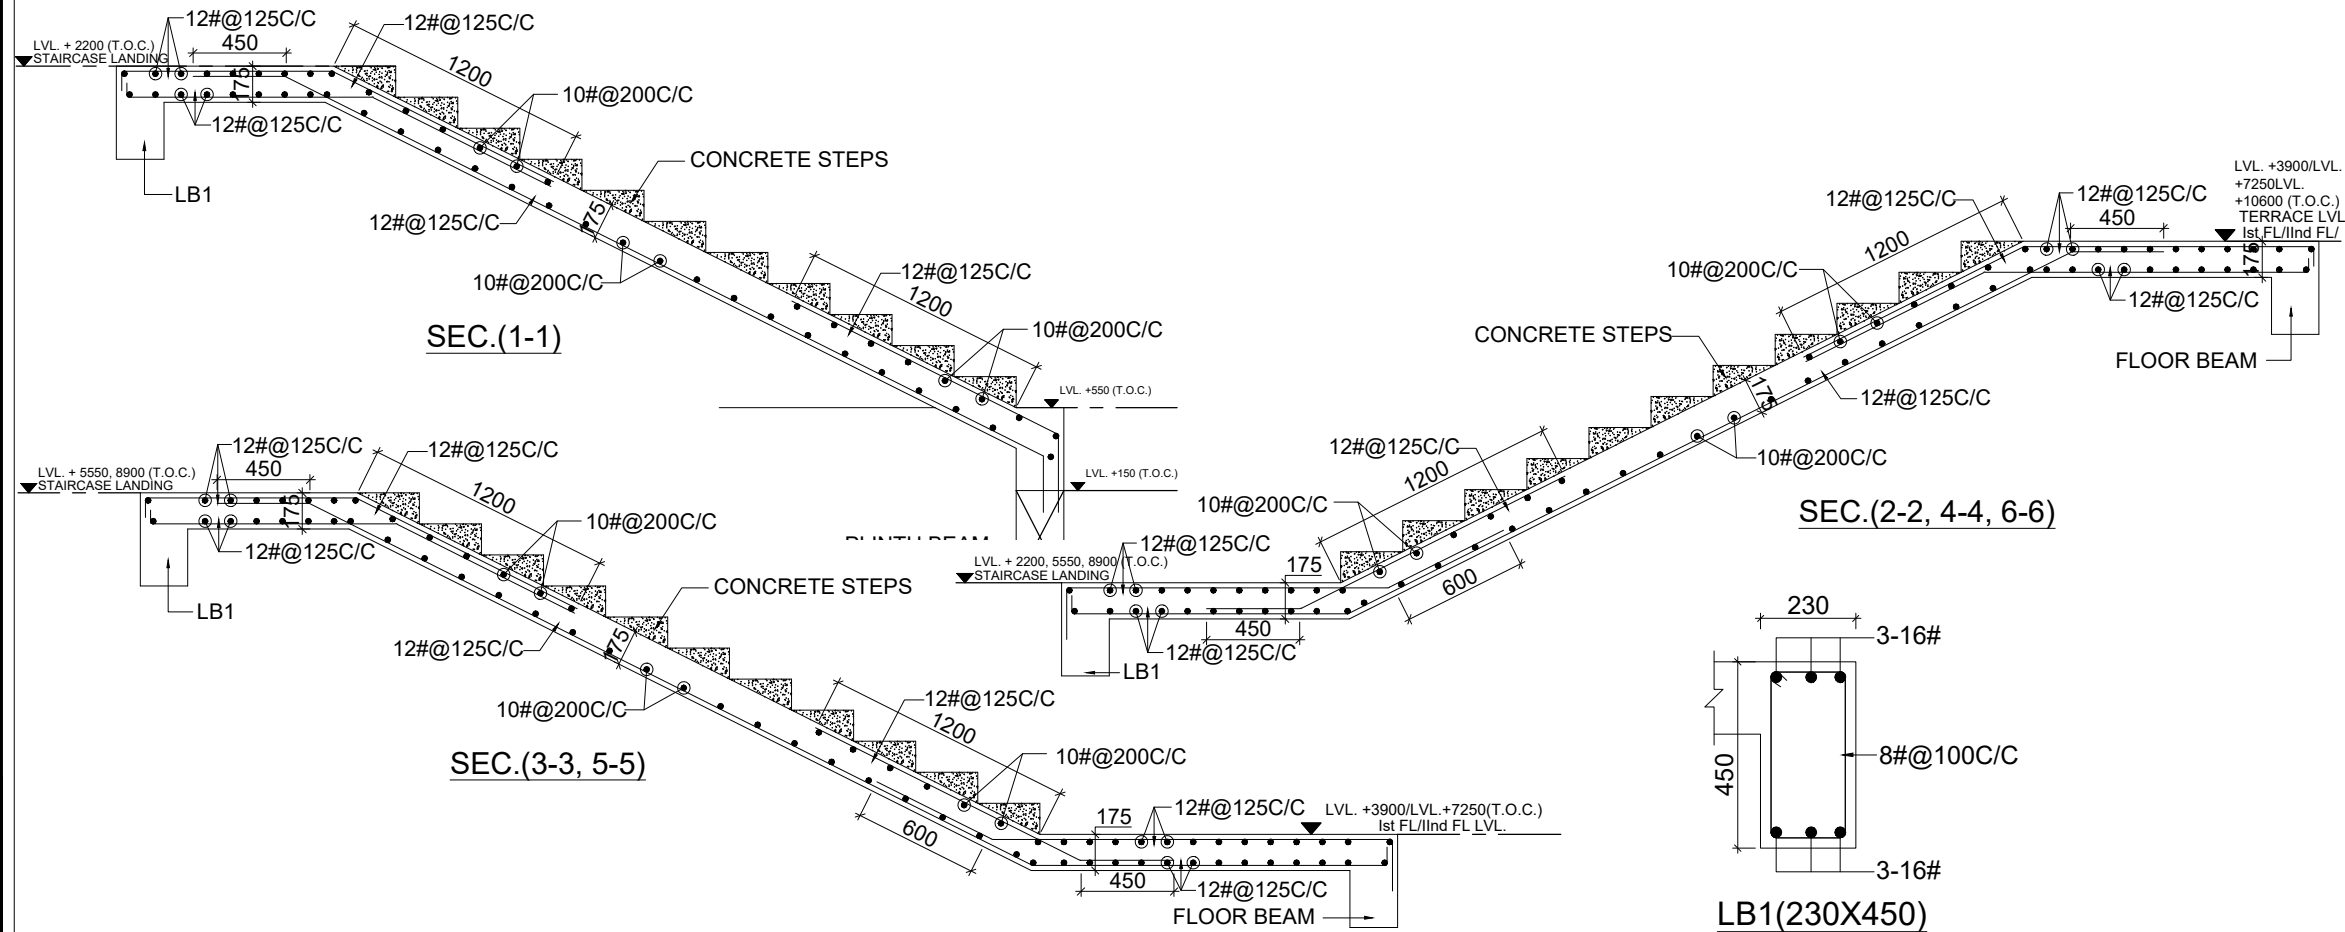 12#@125C/C
12#@125C/C
LVL. + 2200 (T.O.C.)
STAIRCASE LANDING
450
175
1200
10#@200C/C
12#@125C/C
LB1
CONCRETE STEPS
12#@125C/C
175
10#@200C/C
12#@125C/C
1200
10#@200C/C
SEC.(1-1)
LVL. +550 (T.O.C.)
LVL. +150 (T.O.C.)
PLINTH BEAM
12#@125C/C
12#@125C/C
LVL. + 5550, 8900 (T.O.C.)
STAIRCASE LANDING
450
175
1200
10#@200C/C
12#@125C/C
LB1
CONCRETE STEPS
12#@125C/C
175
10#@200C/C
12#@125C/C
1200
10#@200C/C
SEC.(3-3, 5-5)
600
175
12#@125C/C
LVL. +3900/LVL.+7250(T.O.C.)
Ist FL/IInd FL LVL.
450
12#@125C/C
FLOOR BEAM
LVL. +3900/LVL.
+7250LVL.
+10600 (T.O.C.)
TERRACE LVL
Ist FL/IInd FL/
12#@125C/C
12#@125C/C
450
175
1200
10#@200C/C
12#@125C/C
FLOOR BEAM
CONCRETE STEPS
175
12#@125C/C
12#@125C/C
1200
10#@200C/C
10#@200C/C
SEC.(2-2, 4-4, 6-6)
12#@125C/C
LVL. + 2200, 5550, 8900 (T.O.C.)
STAIRCASE LANDING
175
600
450
12#@125C/C
LB1
230
3-16#
450
8#@100C/C
3-16#
LB1(230X450)